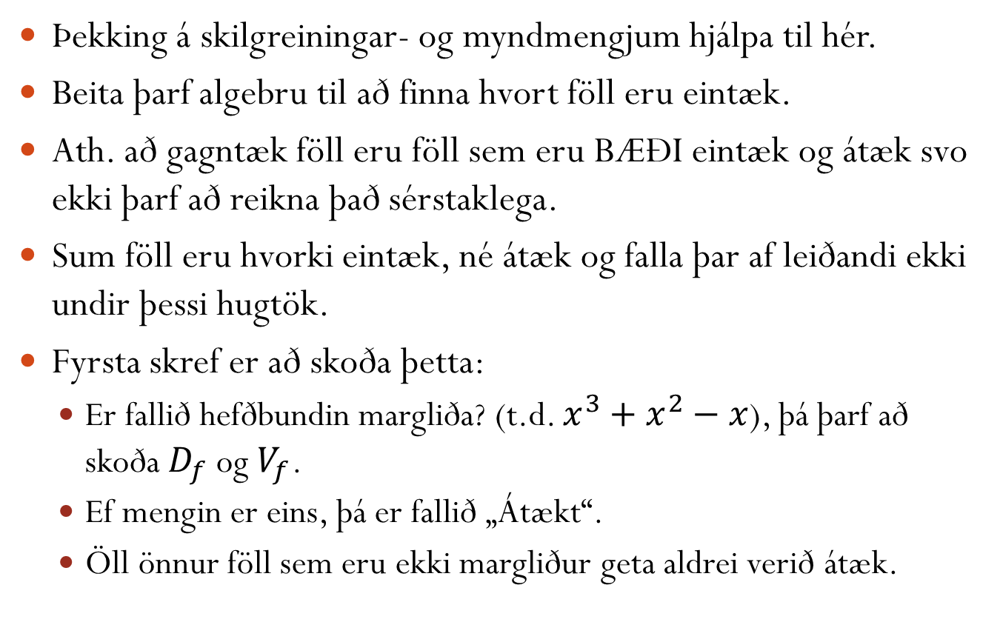 • Þekking á skilgreiningar- og myndmengjum hjálpa til hér.
• Beita þarf algebru til að finna hvort föll eru eintæk.
• Ath. að gagntæk föll eru föll sem eru BÆÐI eintæk og átæk svo
ekki þarf að reikna það sérstaklega.
• Sum föll eru hvorki eintæk, né átæk og falla þar af leiðandi ekki
undir þessi hugtök.
• Fyrsta skref er að skoða þetta:
• Er fallið hefðbundin margliða? (t.d. x³ + x² − x), þá þarf að
skoða D_f og V_f.
• Ef mengin er eins, þá er fallið „Átækt“.
• Öll önnur föll sem eru ekki margliður geta aldrei verið átæk.